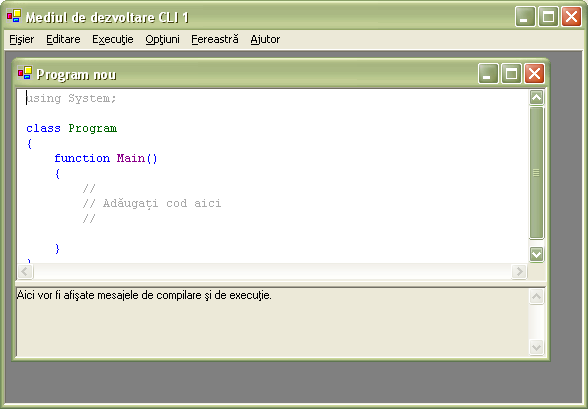 Mediul de dezvoltare CLI 1
Fişier Editare Execuţie Opţiuni Fereastră Ajutor
Program nou
using System;
class Program
{
function Main()
{
//
// Adăugaţi cod aici
//
}
}
Aici vor fi afişate mesajele de compilare şi de execuţie.